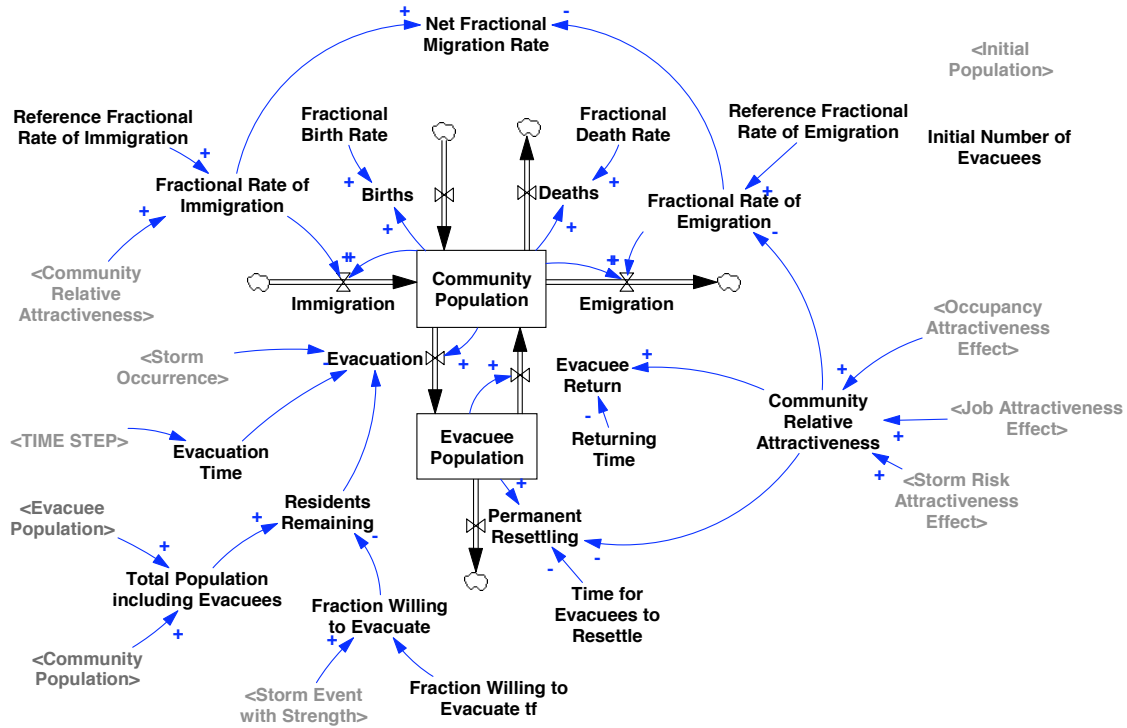 Net Fractional
Migration Rate
<Initial
Population>
Reference Fractional
Rate of Immigration
Fractional
Birth Rate
Fractional
Death Rate
Reference Fractional
Rate of Emigration
Initial Number of
Evacuees
Fractional Rate of
Immigration
Births
Deaths
Fractional Rate of
Emigration
<Community
Relative
Attractiveness>
Immigration
Community
Population
Emigration
<Occupancy
Attractiveness
Effect>
<Storm
Occurrence>
Evacuation
Evacuee
Return
Community
Relative
Attractiveness
<Job Attractiveness
Effect>
<TIME STEP>
Evacuation
Time
Evacuee
Population
Returning
Time
<Storm Risk
Attractiveness
Effect>
<Evacuee
Population>
Residents
Remaining
Permanent
Resettling
Total Population
including Evacuees
Fraction Willing
to Evacuate
Time for
Evacuees to
Resettle
<Community
Population>
<Storm Event
with Strength>
Fraction Willing to
Evacuate tf